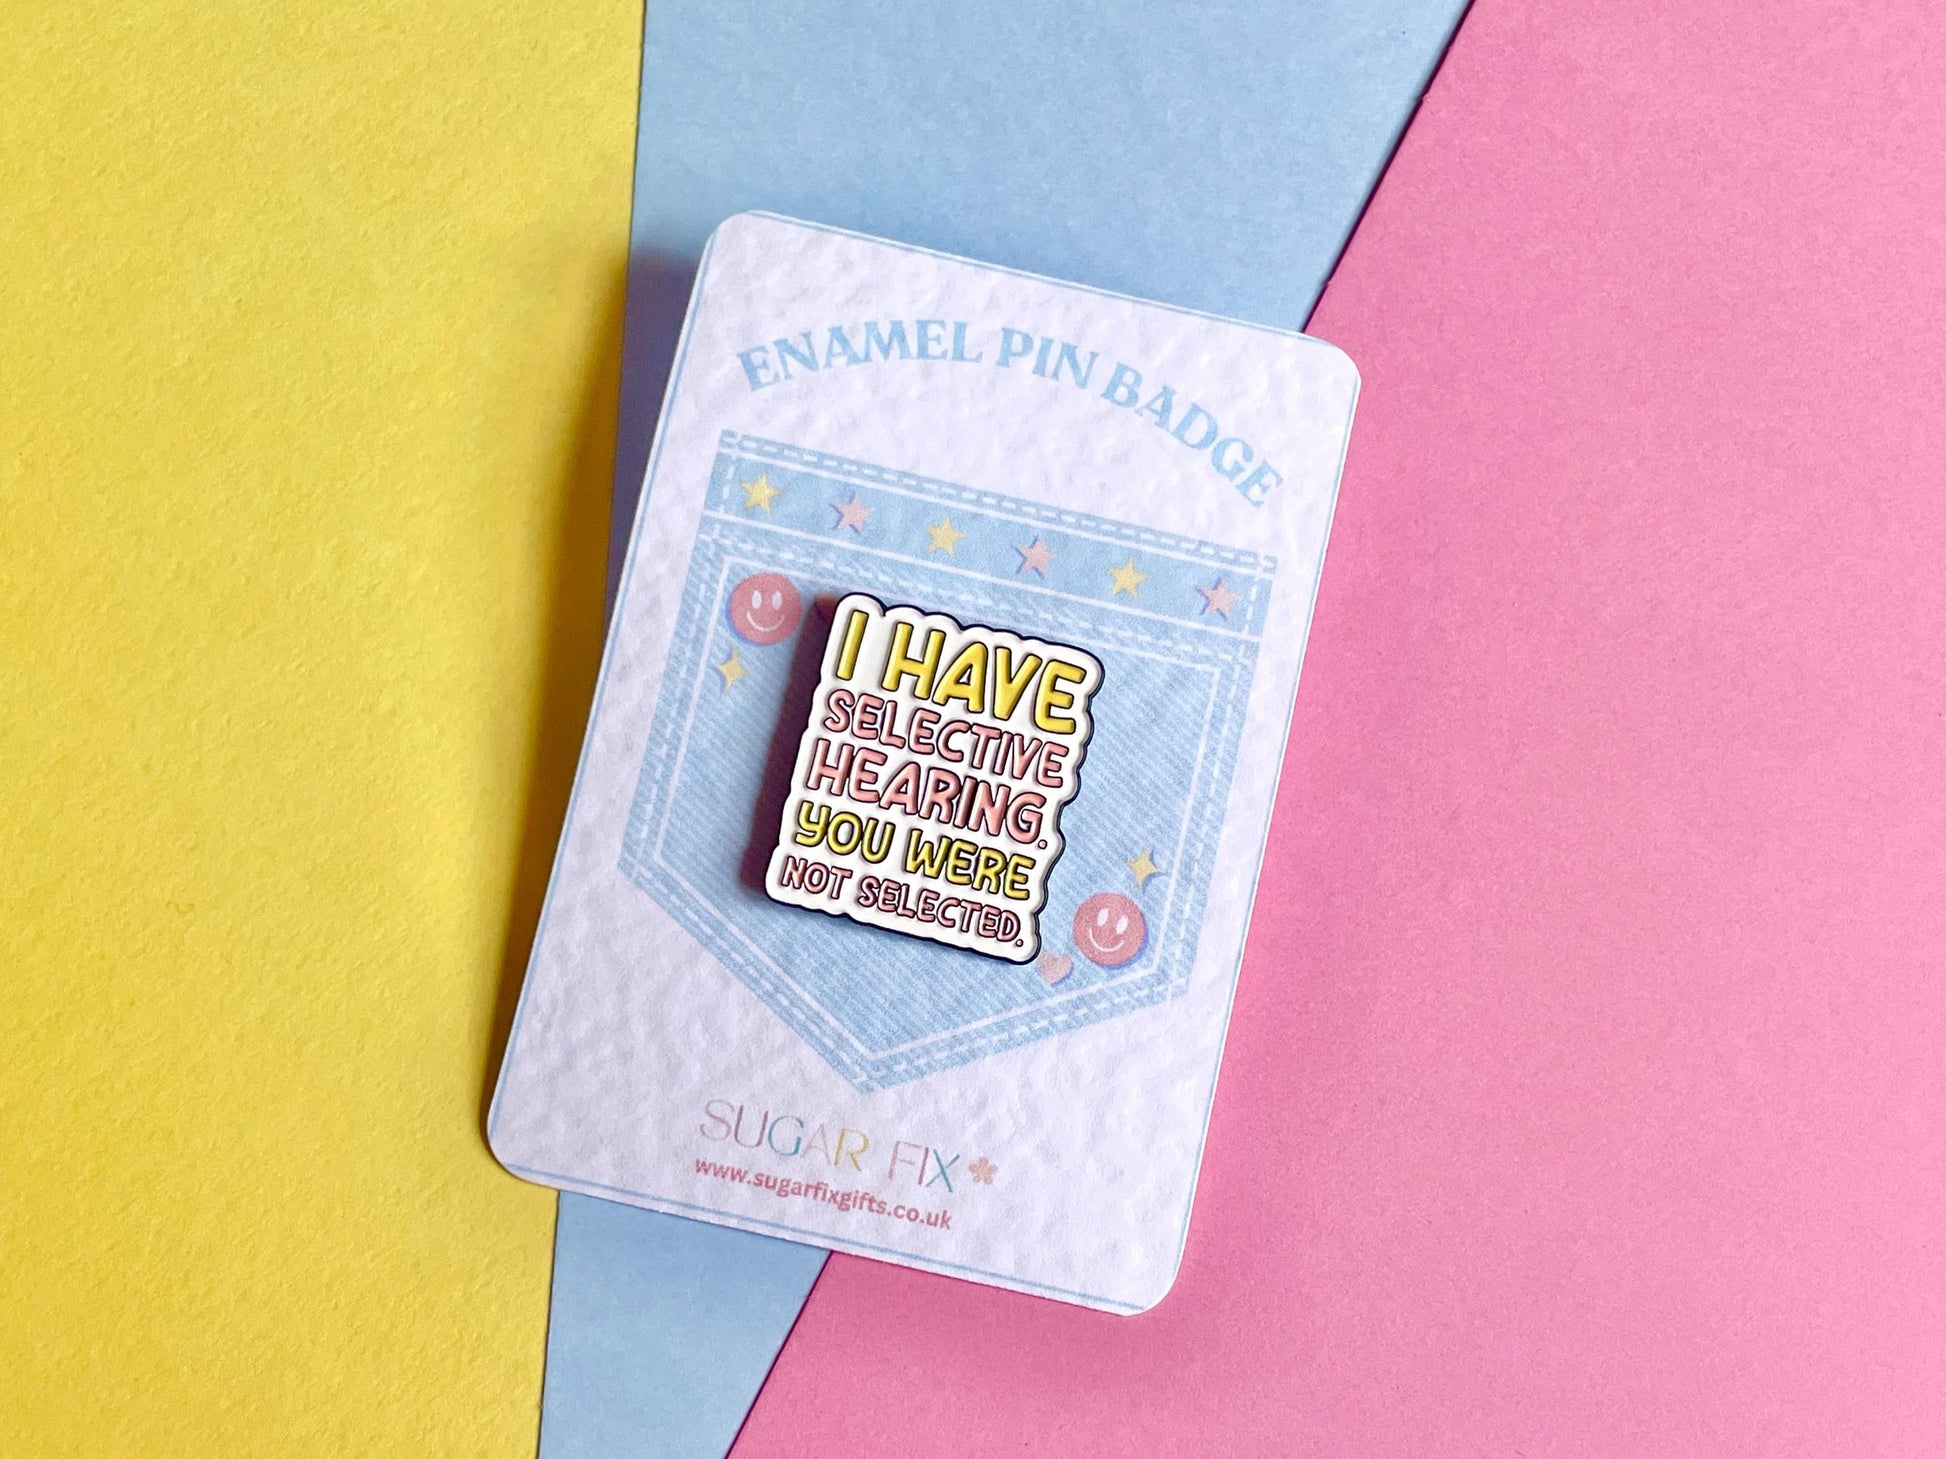 ENAMEL PIN BADGE
I HAVE
SELECTIVE
HEARING.
YOU WERE
NOT SELECTED.
SUGAR FIX
www.sugarfixgifts.co.uk